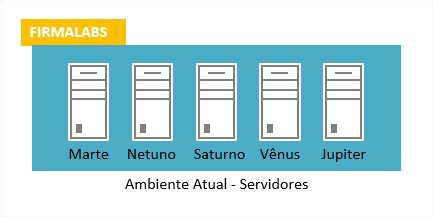 FIRMALABS
Marte Netuno Saturno Vênus Jupiter
Ambiente Atual - Servidores